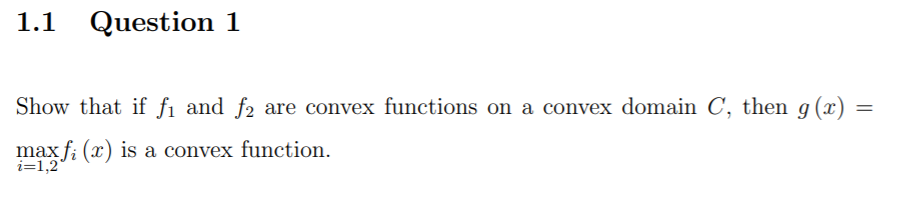 1.1 Question 1
Show that if f₁ and f₂ are convex functions on a convex domain C, then g (x) =
max fᵢ (x) is a convex function.
i=1,2